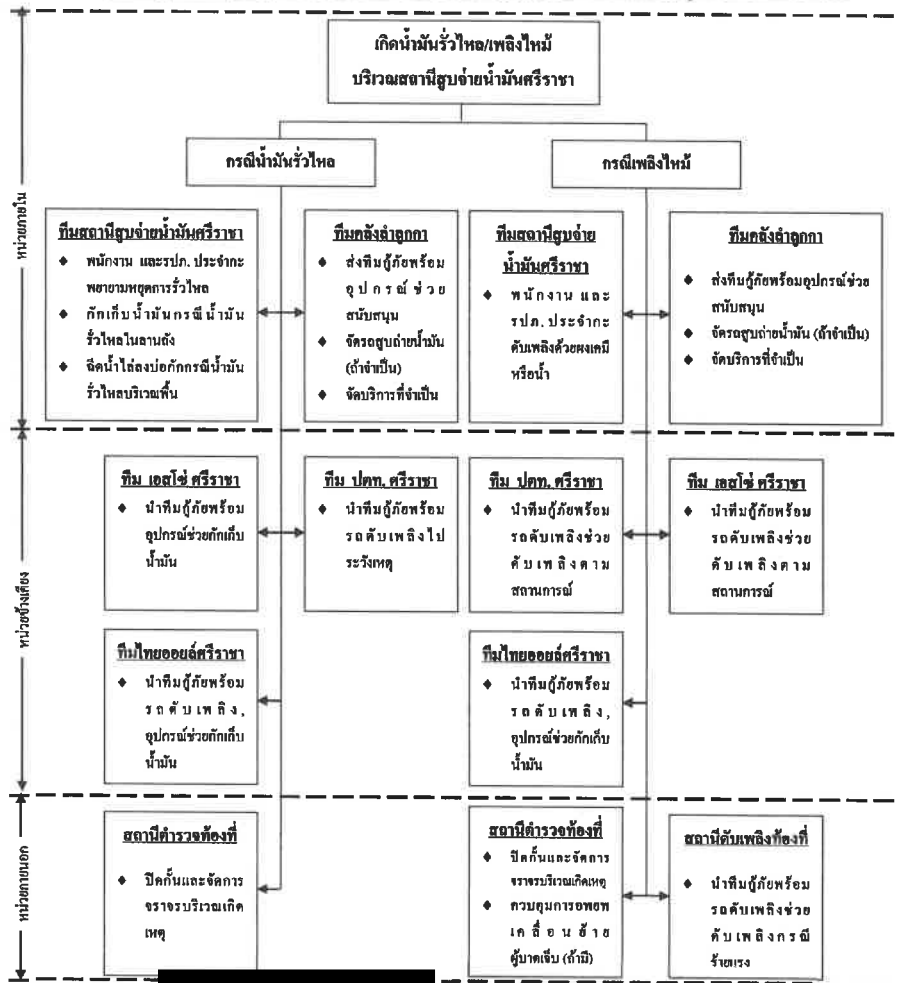 เกิดน้ำมันรั่วไหล/เพลิงไหม้
บริเวณสถานีสูบจ่ายน้ำมันศรีราชา
กรณีน้ำมันรั่วไหล
กรณีเพลิงไหม้
หน่วยภายใน
ทีมสถานีสูบจ่ายน้ำมันศรีราชา
♦ พนักงาน และรปภ. ประจำกะ
พยายามหยุดการรั่วไหล
♦ กักเก็บน้ำมันกรณีน้ำมัน
รั่วไหลในลานถัง
♦ ฉีดน้ำไล่ลงบ่อกักกรณีน้ำมัน
รั่วไหลบริเวณพื้น
ทีมคลังลำลูกกา
♦ ส่งทีมกู้ภัยพร้อม
อุปกรณ์ช่วย
สนับสนุน
♦ จัดรถสูบถ่ายน้ำมัน
(ถ้าจำเป็น)
♦ จัดบริการที่จำเป็น
ทีมสถานีสูบจ่าย
น้ำมันศรีราชา
♦ พนักงาน และ
รปภ. ประจำกะ
ดับเพลิงด้วยผงเคมี
หรือน้ำ
ทีมคลังลำลูกกา
♦ ส่งทีมกู้ภัยพร้อมอุปกรณ์ช่วย
สนับสนุน
♦ จัดรถสูบถ่ายน้ำมัน (ถ้าจำเป็น)
♦ จัดบริการที่จำเป็น
หน่วยข้างเคียง
ทีม เอสโซ่ ศรีราชา
♦ นำทีมกู้ภัยพร้อม
อุปกรณ์ช่วยกักเก็บ
น้ำมัน
ทีม ปตท. ศรีราชา
♦ นำทีมกู้ภัยพร้อม
รถดับเพลิงไป
ระวังเหตุ
ทีม ปตท. ศรีราชา
♦ นำทีมกู้ภัยพร้อม
รถดับเพลิงช่วย
ดับเพลิงตาม
สถานการณ์
ทีม เอสโซ่ ศรีราชา
♦ นำทีมกู้ภัยพร้อม
รถดับเพลิงช่วย
ดับเพลิงตาม
สถานการณ์
ทีมไทยออยล์ศรีราชา
♦ นำทีมกู้ภัยพร้อม
รถดับเพลิง,
อุปกรณ์ช่วยกักเก็บ
น้ำมัน
ทีมไทยออยล์ศรีราชา
♦ นำทีมกู้ภัยพร้อม
รถดับเพลิง,
อุปกรณ์ช่วยกักเก็บ
น้ำมัน
หน่วยภายนอก
สถานีตำรวจท้องที่
♦ ปิดกั้นและจัดการ
จราจรบริเวณเกิด
เหตุ
สถานีตำรวจท้องที่
♦ ปิดกั้นและจัดการ
จราจรบริเวณเกิดเหตุ
♦ ควบคุมการอพยพ
เคลื่อนย้าย
ผู้บาดเจ็บ (ถ้ามี)
สถานีดับเพลิงท้องที่
♦ นำทีมกู้ภัยพร้อม
รถดับเพลิงช่วย
ดับเพลิงกรณี
ร้ายแรง